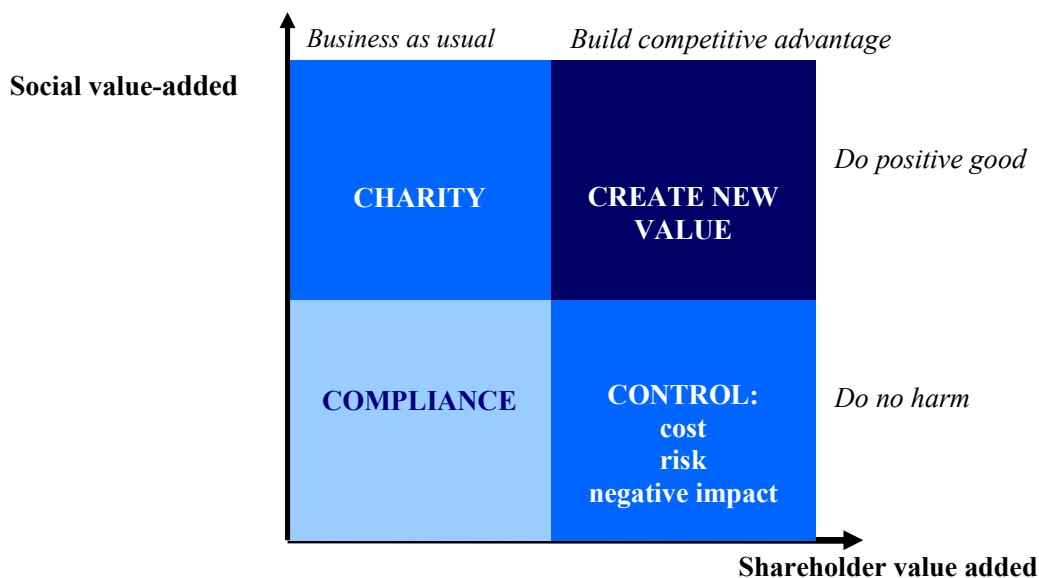 Business as usual
Build competitive advantage
Social value-added
Do positive good
CHARITY
CREATE NEW
VALUE
COMPLIANCE
CONTROL:
cost
risk
negative impact
Do no harm
Shareholder value added